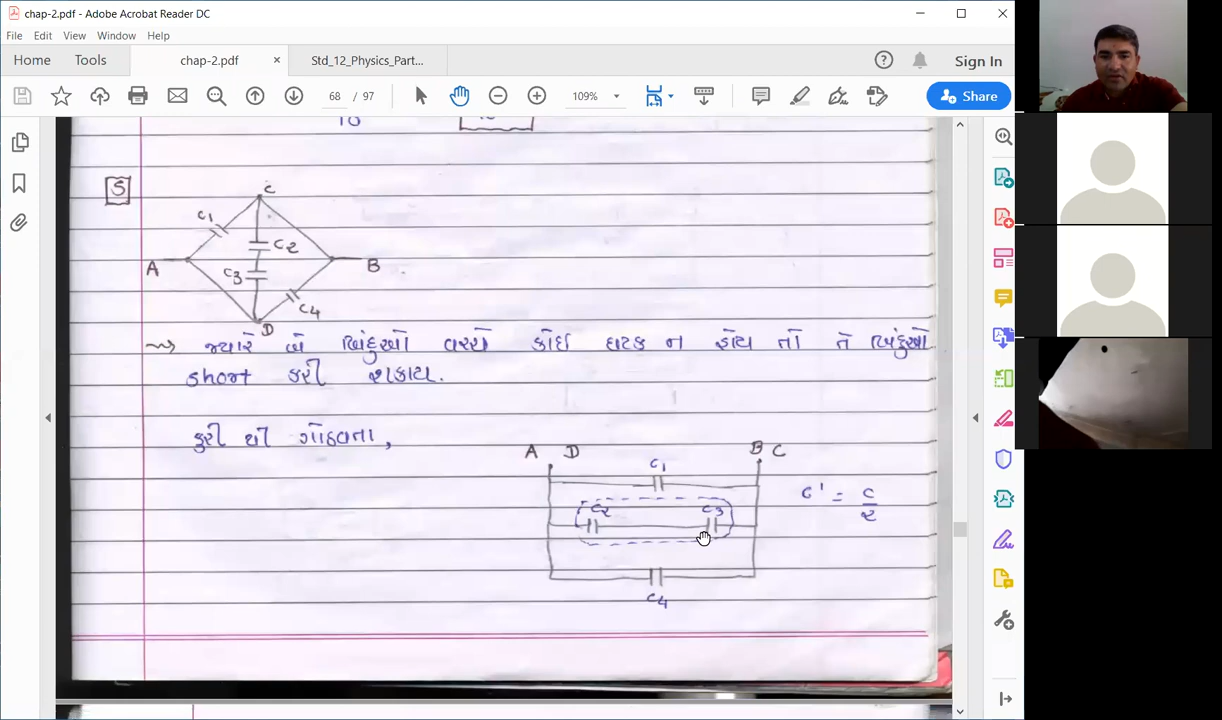 chap-2.pdf - Adobe Acrobat Reader DC
File Edit View Window Help
Home Tools chap-2.pdf × Std_12_Physics_Part... Sign In
68 / 97 109% Share
5
C
C1
C2
A
B
C3
C4
D
જ્યારે બે બિંદુઓ વચ્ચે કોઈ ઘટક ન હોય તો તે બિંદુઓ
short કરી શકાય.
ફરી થી ગોઠવતા,
A D B C
C1
C' = C/2
C2 C3
C4